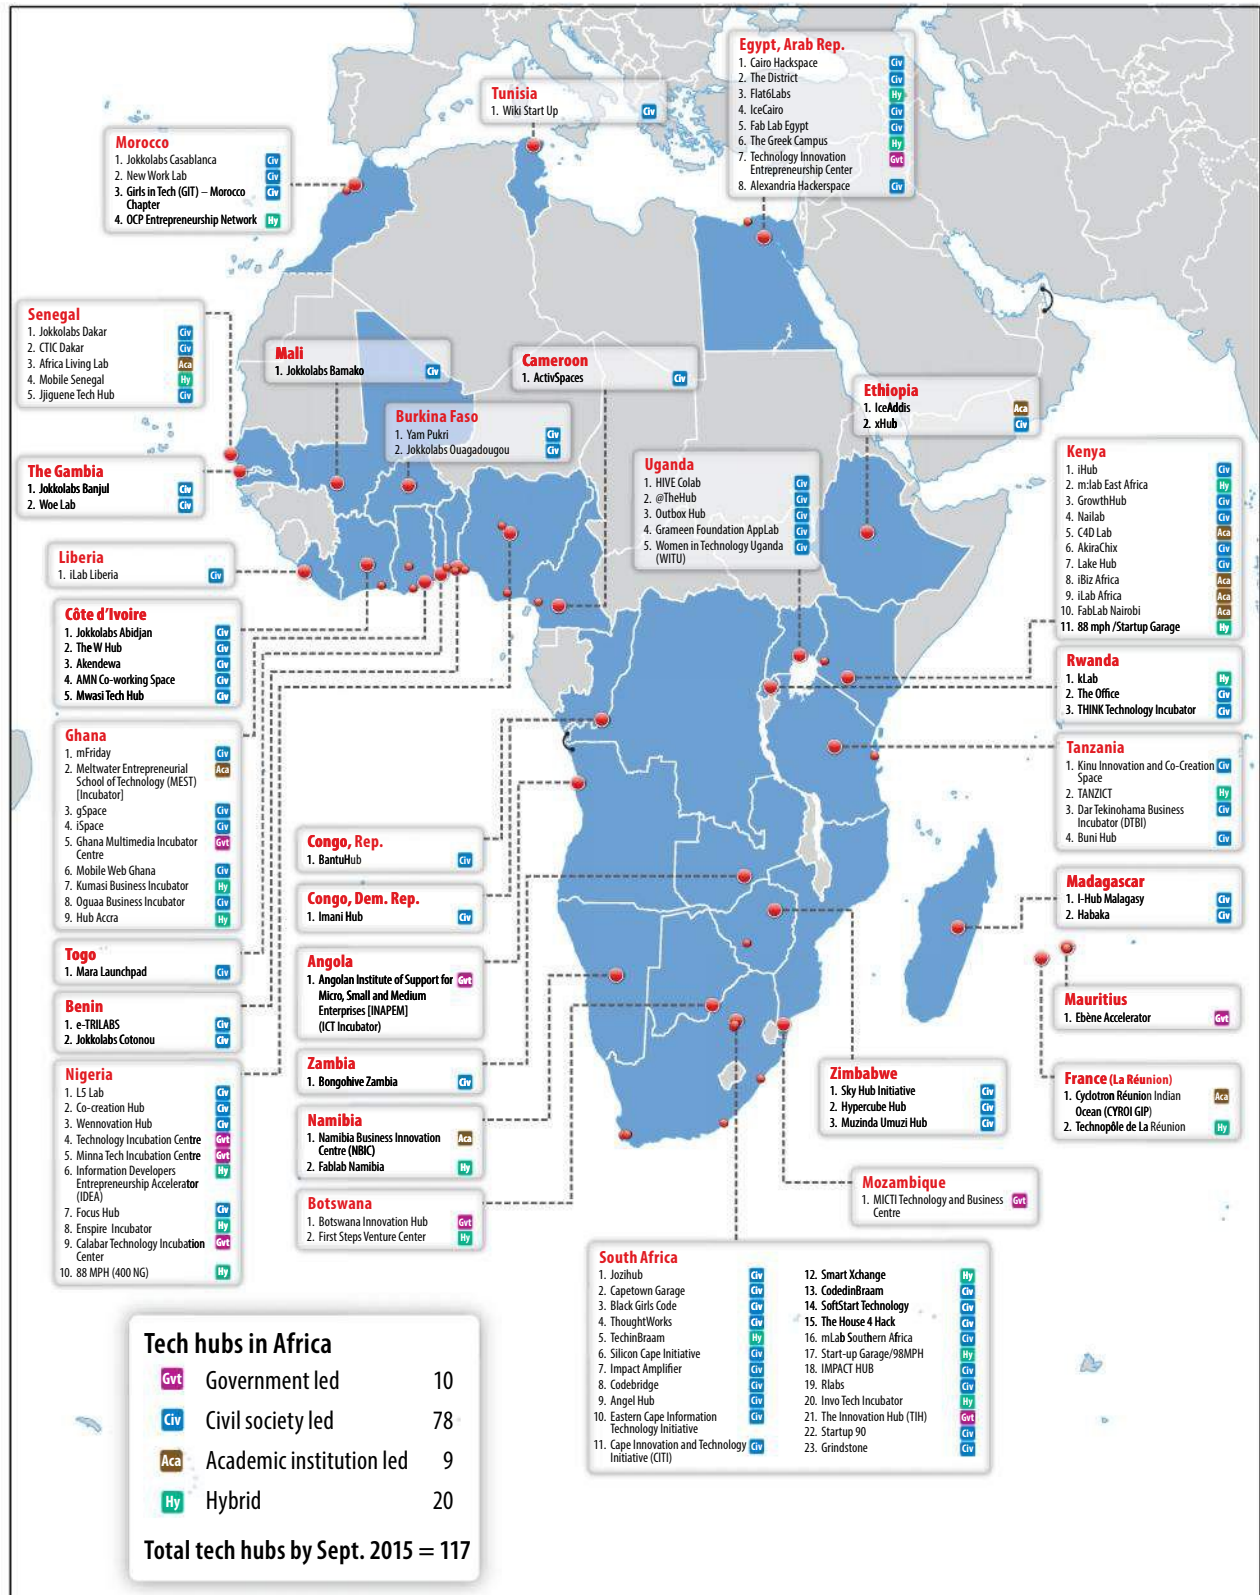 Egypt, Arab Rep.
1. Cairo Hackspace Civ
2. The District Civ
3. Flat6Labs Hy
4. IceCairo Civ
5. Fab Lab Egypt Civ
6. The Greek Campus Hy
7. Technology Innovation Gvt
Entrepreneurship Center
8. Alexandria Hackerspace Civ
Tunisia
1. Wiki Start Up Civ
Morocco
1. Jokkolabs Casablanca Civ
2. New Work Lab Civ
3. Girls in Tech (GIT) – Morocco Civ
Chapter
4. OCP Entrepreneurship Network Hy
Senegal
1. Jokkolabs Dakar Civ
2. CTIC Dakar Civ
3. Africa Living Lab Aca
4. Mobile Senegal Hy
5. Jjiguene Tech Hub Civ
Mali
1. Jokkolabs Bamako Civ
Cameroon
1. ActivSpaces Civ
Burkina Faso
1. Yam Pukri Civ
2. Jokkolabs Ouagadougou Civ
Ethiopia
1. IceAddis Aca
2. xHub Civ
The Gambia
1. Jokkolabs Banjul Civ
2. Woe Lab Civ
Uganda
1. HIVE Colab Civ
2. @TheHub Civ
3. Outbox Hub Civ
4. Grameen Foundation AppLab Civ
5. Women in Technology Uganda Civ
(WITU)
Kenya
1. iHub Civ
2. m:lab East Africa Hy
3. GrowthHub Civ
4. Nailab Civ
5. C4D Lab Aca
6. AkiraChix Civ
7. Lake Hub Civ
8. iBiz Africa Aca
9. iLab Africa Aca
10. FabLab Nairobi Aca
11. 88 mph /Startup Garage Hy
Liberia
1. iLab Liberia Civ
Côte d'Ivoire
1. Jokkolabs Abidjan Civ
2. The W Hub Civ
3. Akendewa Civ
4. AMN Co-working Space Civ
5. Mwasi Tech Hub Civ
Rwanda
1. kLab Hy
2. The Office Civ
3. THINK Technology Incubator Civ
Ghana
1. mFriday Civ
2. Meltwater Entrepreneurial Aca
School of Technology (MEST)
[Incubator]
3. gSpace Civ
4. iSpace Civ
5. Ghana Multimedia Incubator Gvt
Centre
6. Mobile Web Ghana Civ
7. Kumasi Business Incubator Hy
8. Oguaa Business Incubator Civ
9. Hub Accra Hy
Tanzania
1. Kinu Innovation and Co-Creation Civ
Space
2. TANZICT Hy
3. Dar Tekinohama Business Civ
Incubator (DTBI)
4. Buni Hub Civ
Congo, Rep.
1. BantuHub Civ
Congo, Dem. Rep.
1. Imani Hub Civ
Madagascar
1. I-Hub Malagasy Civ
2. Habaka Civ
Togo
1. Mara Launchpad Civ
Angola
1. Angolan Institute of Support for Gvt
Micro, Small and Medium
Enterprises [INAPEM]
(ICT Incubator)
Benin
1. e-TRILABS Civ
2. Jokkolabs Cotonou Civ
Mauritius
1. Ebène Accelerator Gvt
Nigeria
1. L5 Lab Civ
2. Co-creation Hub Civ
3. Wennovation Hub Civ
4. Technology Incubation Centre Gvt
5. Minna Tech Incubation Centre Gvt
6. Information Developers Hy
Entrepreneurship Accelerator
(IDEA)
7. Focus Hub Civ
8. Enspire Incubator Hy
9. Calabar Technology Incubation Gvt
Center
10. 88 MPH (400 NG) Hy
Zambia
1. Bongohive Zambia Civ
Zimbabwe
1. Sky Hub Initiative Civ
2. Hypercube Hub Civ
3. Muzinda Umuzi Hub Civ
France (La Réunion)
1. Cyclotron Réunion Indian Aca
Ocean (CYROI GIP)
2. Technopôle de La Réunion Hy
Namibia
1. Namibia Business Innovation Aca
Centre (NBIC)
2. Fablab Namibia Hy
Mozambique
1. MICTI Technology and Business Gvt
Centre
Botswana
1. Botswana Innovation Hub Gvt
2. First Steps Venture Center Hy
South Africa
1. Jozihub Civ
2. Capetown Garage Civ
3. Black Girls Code Civ
4. ThoughtWorks Civ
5. TechinBraam Hy
6. Silicon Cape Initiative Civ
7. Impact Amplifier Civ
8. Codebridge Civ
9. Angel Hub Civ
10. Eastern Cape Information Civ
Technology Initiative
11. Cape Innovation and Technology Civ
Initiative (CITI)
12. Smart Xchange Hy
13. CodedinBraam Civ
14. SoftStart Technology Civ
15. The House 4 Hack Civ
16. mLab Southern Africa Civ
17. Start-up Garage/98MPH Hy
18. IMPACT HUB Civ
19. Rlabs Civ
20. Invo Tech Incubator Hy
21. The Innovation Hub (TIH) Gvt
22. Startup 90 Civ
23. Grindstone Civ
Tech hubs in Africa
Gvt Government led 10
Civ Civil society led 78
Aca Academic institution led 9
Hy Hybrid 20
Total tech hubs by Sept. 2015 = 117